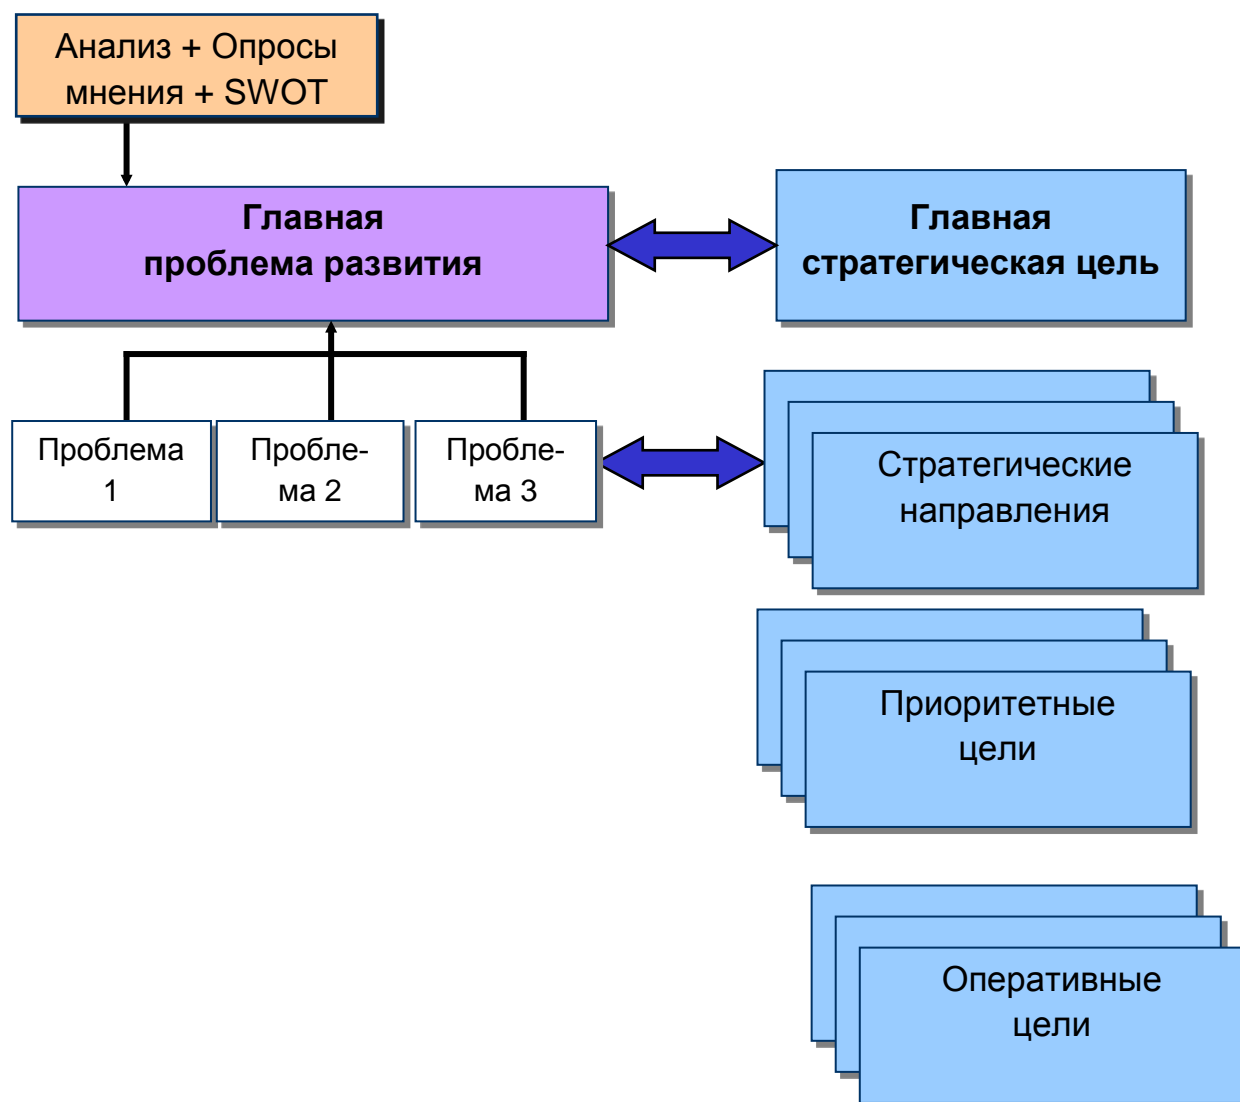 Анализ + Опросы
мнения + SWOT
Главная
проблема развития
Главная
стратегическая цель
Проблема
1
Пробле-
ма 2
Пробле-
ма 3
Стратегические
направления
Приоритетные
цели
Оперативные
цели